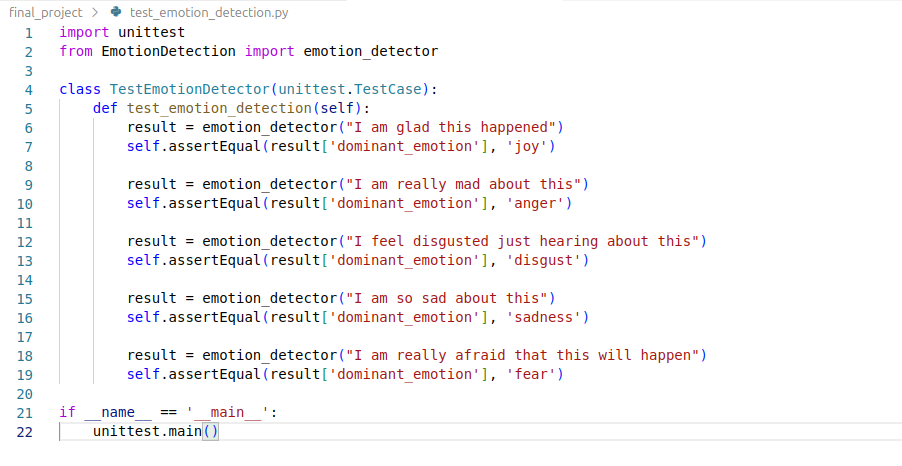 final_project > test_emotion_detection.py
1 import unittest
2 from EmotionDetection import emotion_detector
3
4 class TestEmotionDetector(unittest.TestCase):
5     def test_emotion_detection(self):
6         result = emotion_detector("I am glad this happened")
7         self.assertEqual(result['dominant_emotion'], 'joy')
8
9         result = emotion_detector("I am really mad about this")
10         self.assertEqual(result['dominant_emotion'], 'anger')
11
12         result = emotion_detector("I feel disgusted just hearing about this")
13         self.assertEqual(result['dominant_emotion'], 'disgust')
14
15         result = emotion_detector("I am so sad about this")
16         self.assertEqual(result['dominant_emotion'], 'sadness')
17
18         result = emotion_detector("I am really afraid that this will happen")
19         self.assertEqual(result['dominant_emotion'], 'fear')
20
21 if __name__ == '__main__':
22     unittest.main()